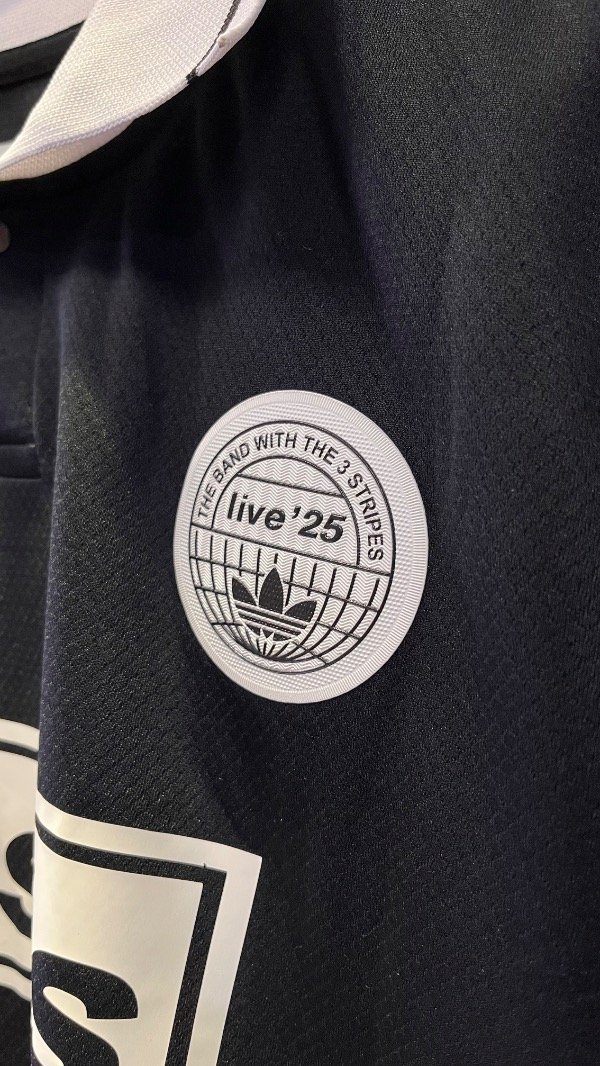 THE BAND WITH THE 3 STRIPES
live '25
S
S